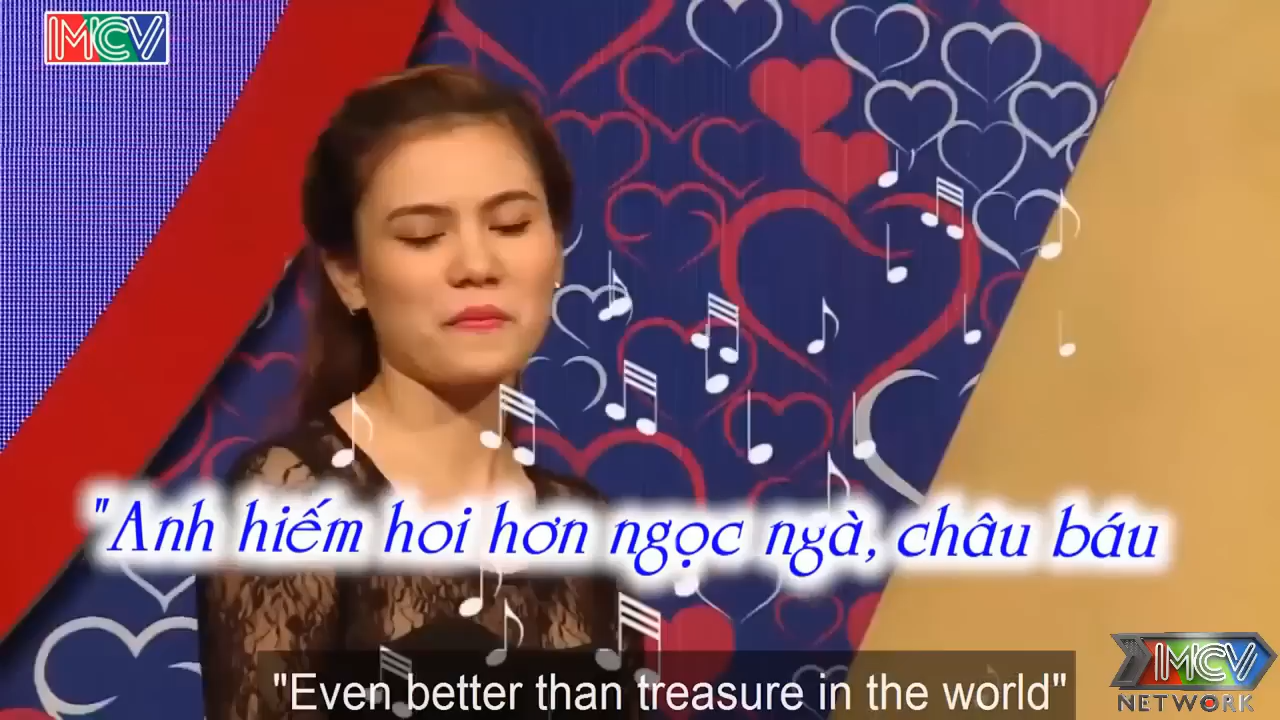 MCV
"Anh hiếm hoi hơn ngọc ngà, châu báu
"Even better than treasure in the world"
MCV
NETWORK